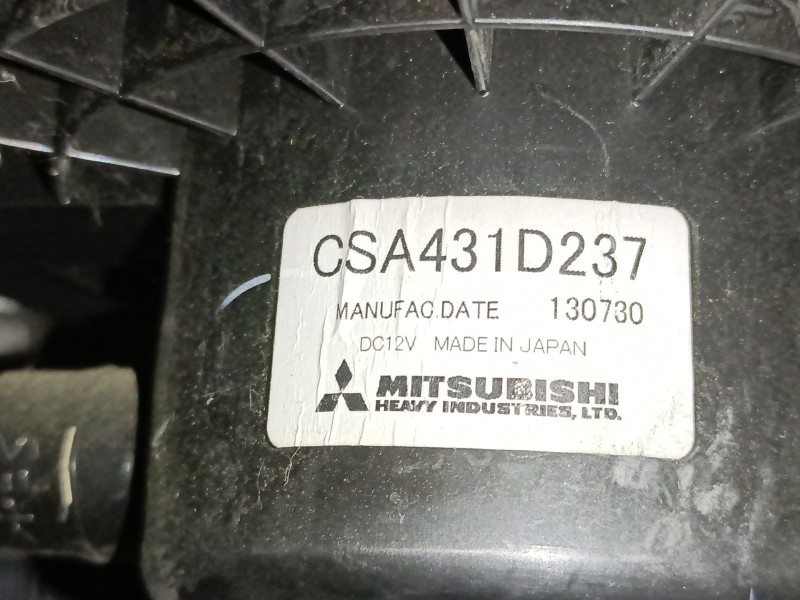 CSA431D237
MANUFAC.DATE 130730
DC12V MADE IN JAPAN
MITSUBISHI
HEAVY INDUSTRIES, LTD.